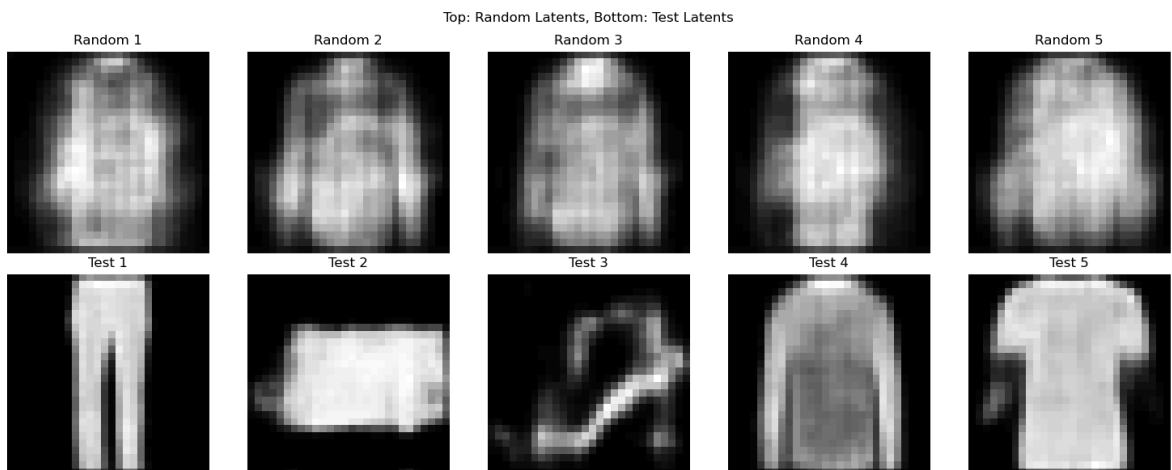 Top: Random Latents, Bottom: Test Latents
Random 1 Random 2 Random 3 Random 4 Random 5
Test 1 Test 2 Test 3 Test 4 Test 5